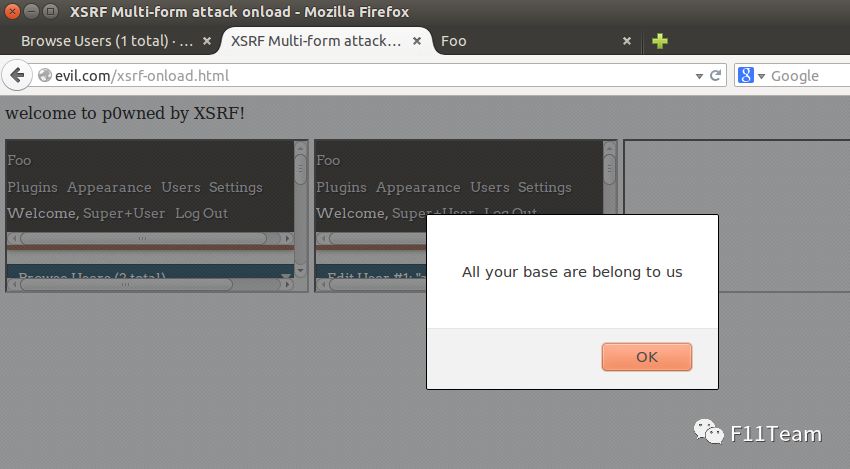 XSRF Multi-form attack onload - Mozilla Firefox
Browse Users (1 total) · ... XSRF Multi-form attack... Foo
evil.com/xsrf-onload.html Google
welcome to p0wned by XSRF!
Foo Foo
Plugins Appearance Users Settings Plugins Appearance Users Settings
Welcome, Super+User Log Out Welcome, Super+User Log Out
Browse Users (2 total) Edit User #1:
All your base are belong to us
OK
F11Team